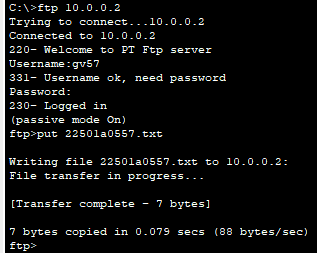 C:\>ftp 10.0.0.2
Trying to connect...10.0.0.2
Connected to 10.0.0.2
220- Welcome to PT Ftp server
Username:gv57
331- Username ok, need password
Password:
230- Logged in
(passive mode On)
ftp>put 22501a0557.txt
Writing file 22501a0557.txt to 10.0.0.2:
File transfer in progress...
[Transfer complete - 7 bytes]
7 bytes copied in 0.079 secs (88 bytes/sec)
ftp>